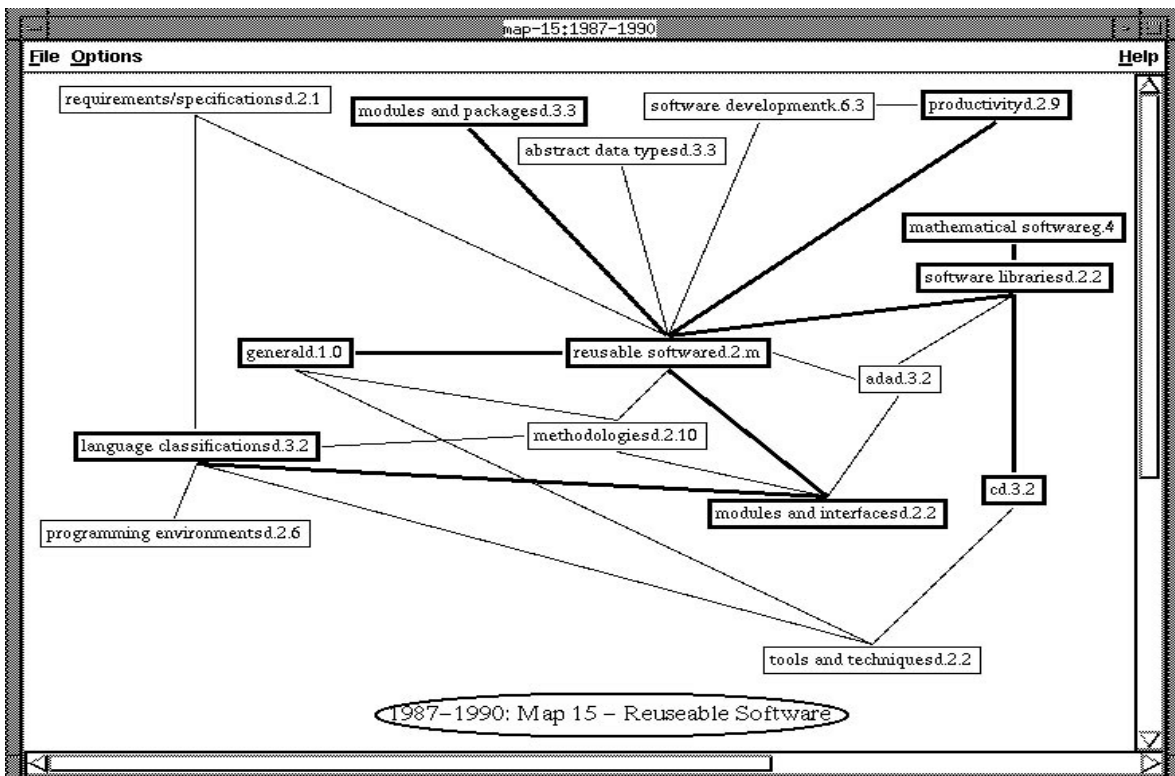 map-15:1987-1990
File Options Help
requirements/specificationsd.2.1
modules and packagesd.3.3
software developmentk.6.3
productivityd.2.9
abstract data typesd.3.3
mathematical softwareg.4
software librariesd.2.2
generald.1.0
reusable softwared.2.m
adad.3.2
language classificationsd.3.2
methodologiesd.2.10
cd.3.2
modules and interfacesd.2.2
programming environmentsd.2.6
tools and techniquesd.2.2
1987-1990: Map 15 - Reuseable Software